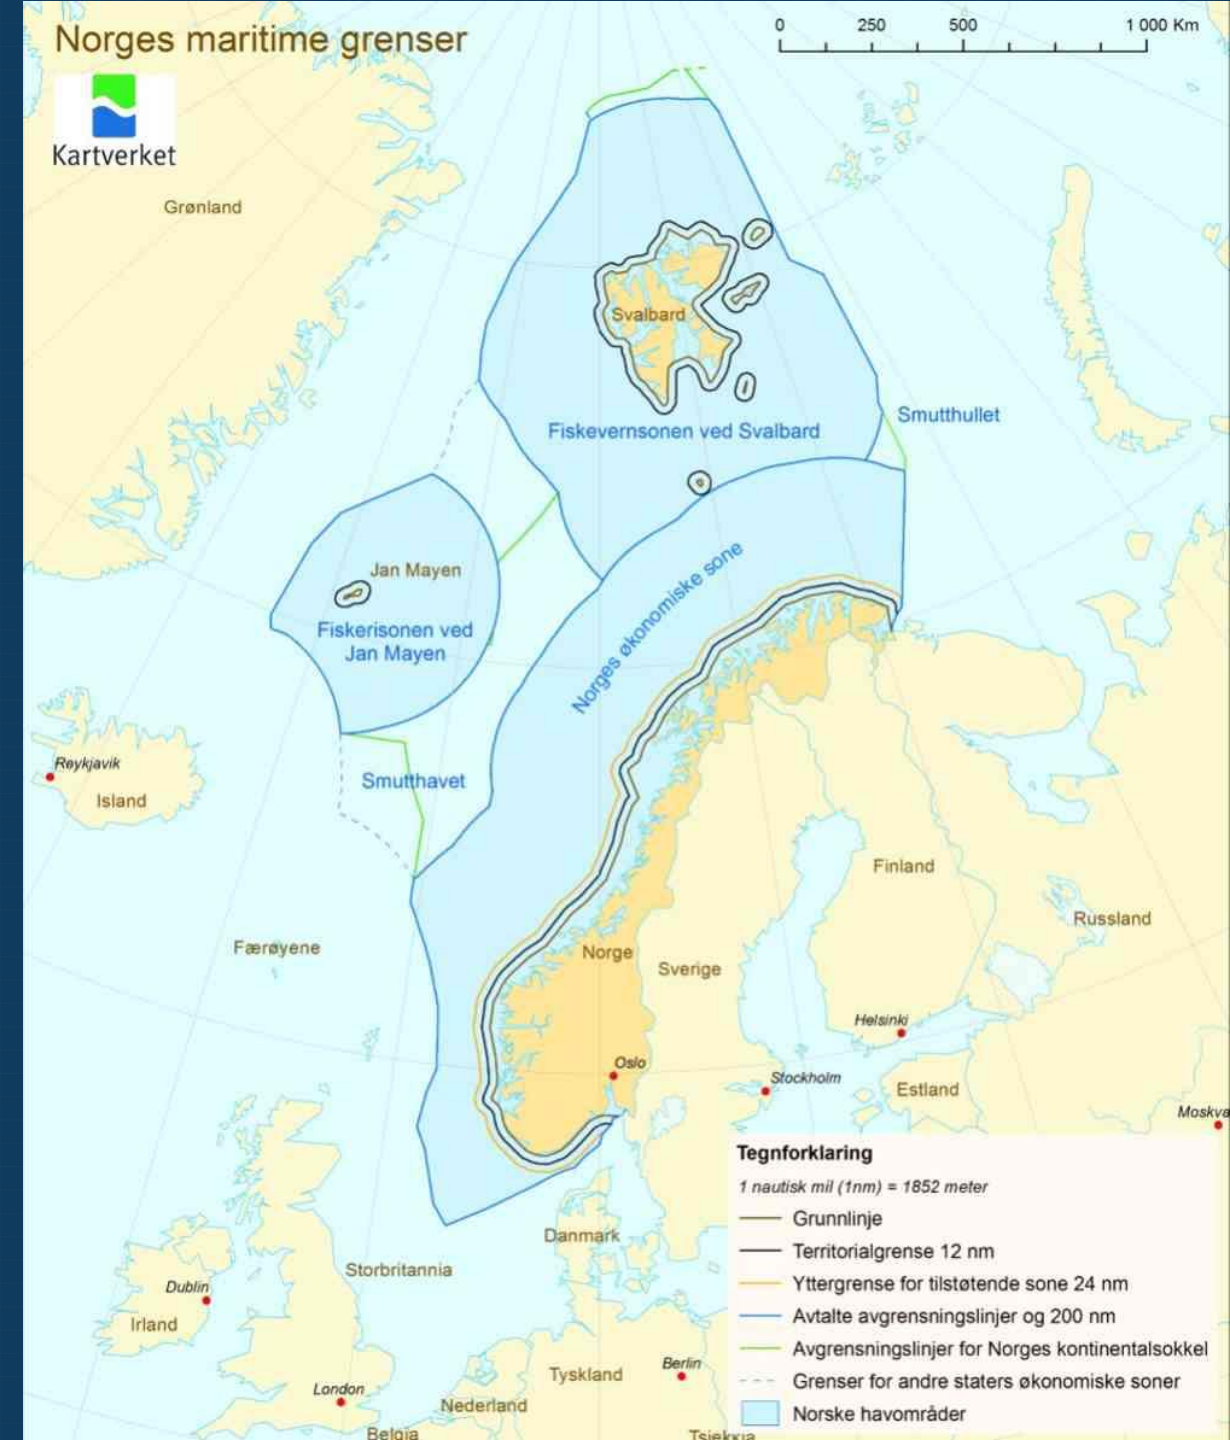 Norges maritime grenser
0 250 500 1 000 Km
Kartverket
Grønland
Svalbard
Smutthullet
Fiskevernsonen ved Svalbard
Jan Mayen
Norges økonomiske sone
Fiskerisonen ved
Jan Mayen
Reykjavik
Island
Smutthavet
Finland
Russland
Færøyene
Norge
Sverige
Helsinki
Oslo
Stockholm
Estland
Moskva
Danmark
Storbritannia
Dublin
Irland
Tyskland
Berlin
London
Nederland
Belgia
Tsjekkia
Tegnforklaring
1 nautisk mil (1nm) = 1852 meter
Grunnlinje
Territorialgrense 12 nm
Yttergrense for tilstøtende sone 24 nm
Avtalte avgrensningslinjer og 200 nm
Avgrensningslinjer for Norges kontinentalsokkel
Grenser for andre staters økonomiske soner
Norske havområder